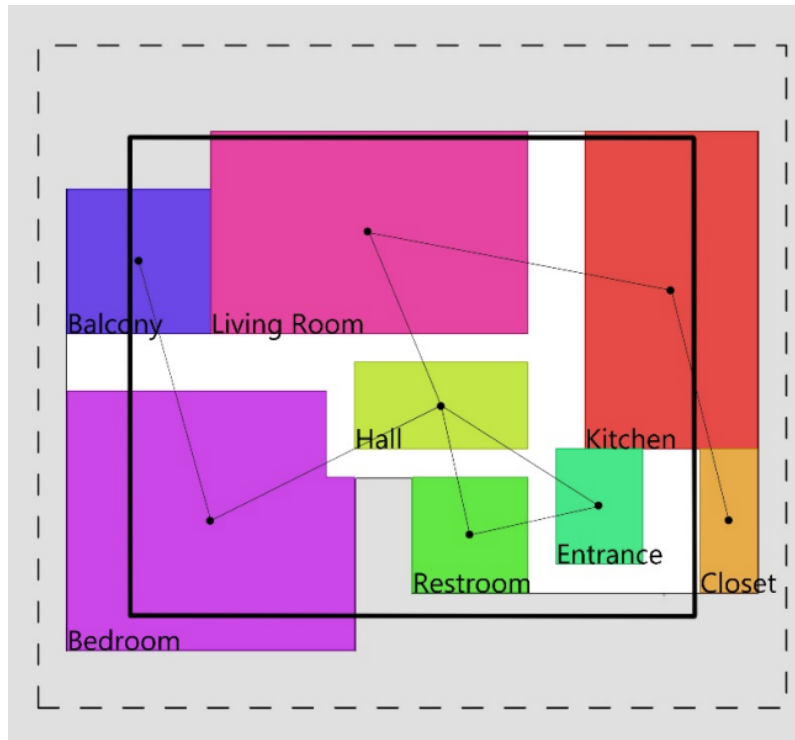 Balcony
Living Room
Hall
Kitchen
Entrance
Restroom
Closet
Bedroom